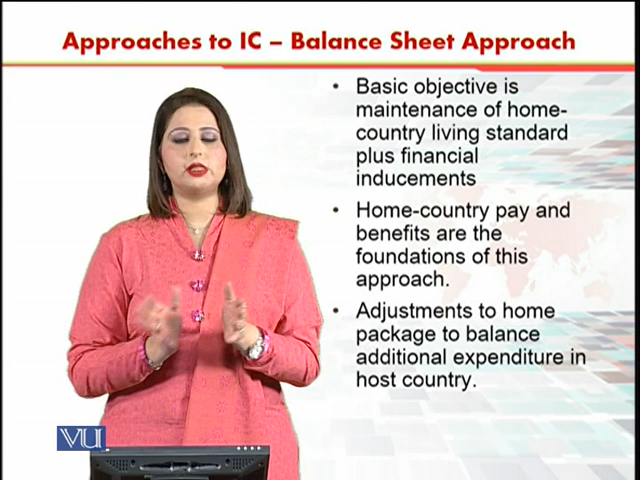 Approaches to IC – Balance Sheet Approach
• Basic objective is
maintenance of home-
country living standard
plus financial
inducements
• Home-country pay and
benefits are the
foundations of this
approach.
• Adjustments to home
package to balance
additional expenditure in
host country.
VU